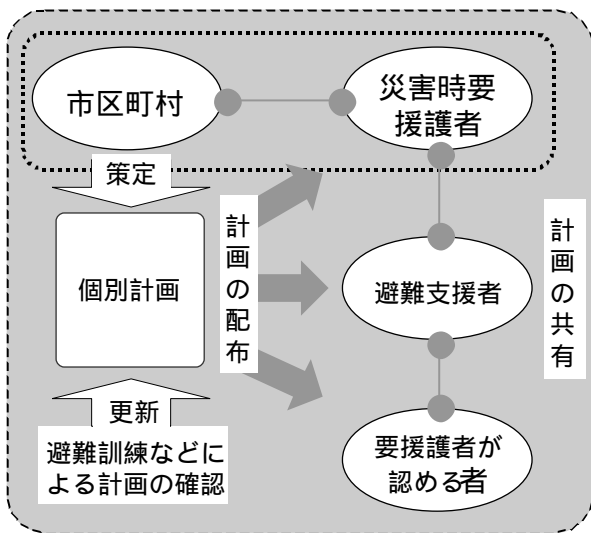 市区町村
災害時要
援護者
策定
個別計画
計画の配布
避難支援者
計画の共有
更新
避難訓練などに
よる計画の確認
要援護者が
認める者